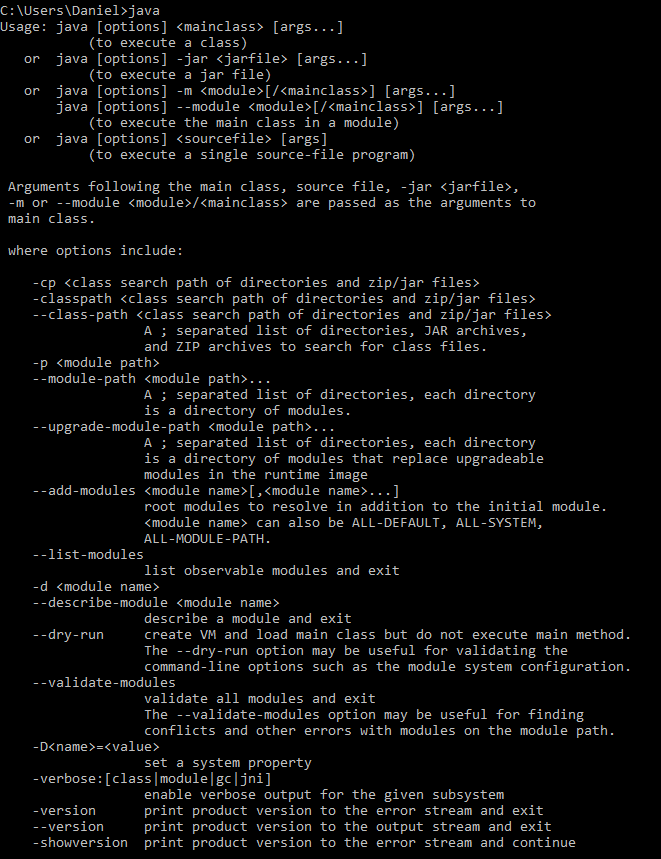 C:\Users\Daniel>java
Usage: java [options] <mainclass> [args...]
(to execute a class)
or java [options] -jar <jarfile> [args...]
(to execute a jar file)
or java [options] -m <module>[/<mainclass>] [args...]
java [options] --module <module>[/<mainclass>] [args...]
(to execute the main class in a module)
or java [options] <sourcefile> [args]
(to execute a single source-file program)
Arguments following the main class, source file, -jar <jarfile>,
-m or --module <module>/<mainclass> are passed as the arguments to
main class.
where options include:
-cp <class search path of directories and zip/jar files>
-classpath <class search path of directories and zip/jar files>
--class-path <class search path of directories and zip/jar files>
A ; separated list of directories, JAR archives,
and ZIP archives to search for class files.
-p <module path>
--module-path <module path>...
A ; separated list of directories, each directory
is a directory of modules.
--upgrade-module-path <module path>...
A ; separated list of directories, each directory
is a directory of modules that replace upgradeable
modules in the runtime image
--add-modules <module name>[,<module name>...]
root modules to resolve in addition to the initial module.
<module name> can also be ALL-DEFAULT, ALL-SYSTEM,
ALL-MODULE-PATH.
--list-modules
list observable modules and exit
-d <module name>
--describe-module <module name>
describe a module and exit
--dry-run create VM and load main class but do not execute main method.
The --dry-run option may be useful for validating the
command-line options such as the module system configuration.
--validate-modules
validate all modules and exit
The --validate-modules option may be useful for finding
conflicts and other errors with modules on the module path.
-D<name>=<value>
set a system property
-verbose:[class|module|gc|jni]
enable verbose output for the given subsystem
-version print product version to the error stream and exit
--version print product version to the output stream and exit
-showversion print product version to the error stream and continue